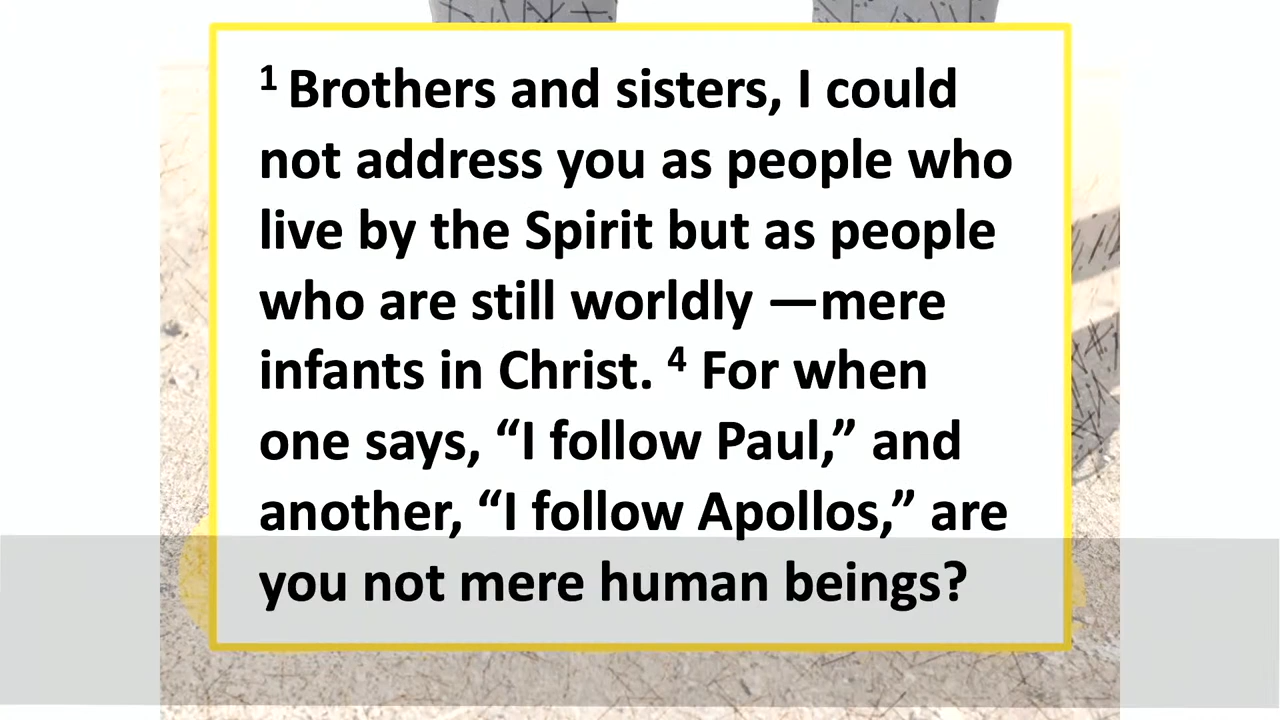 ¹ Brothers and sisters, I could
not address you as people who
live by the Spirit but as people
who are still worldly —mere
infants in Christ. ⁴ For when
one says, “I follow Paul,” and
another, “I follow Apollos,” are
you not mere human beings?